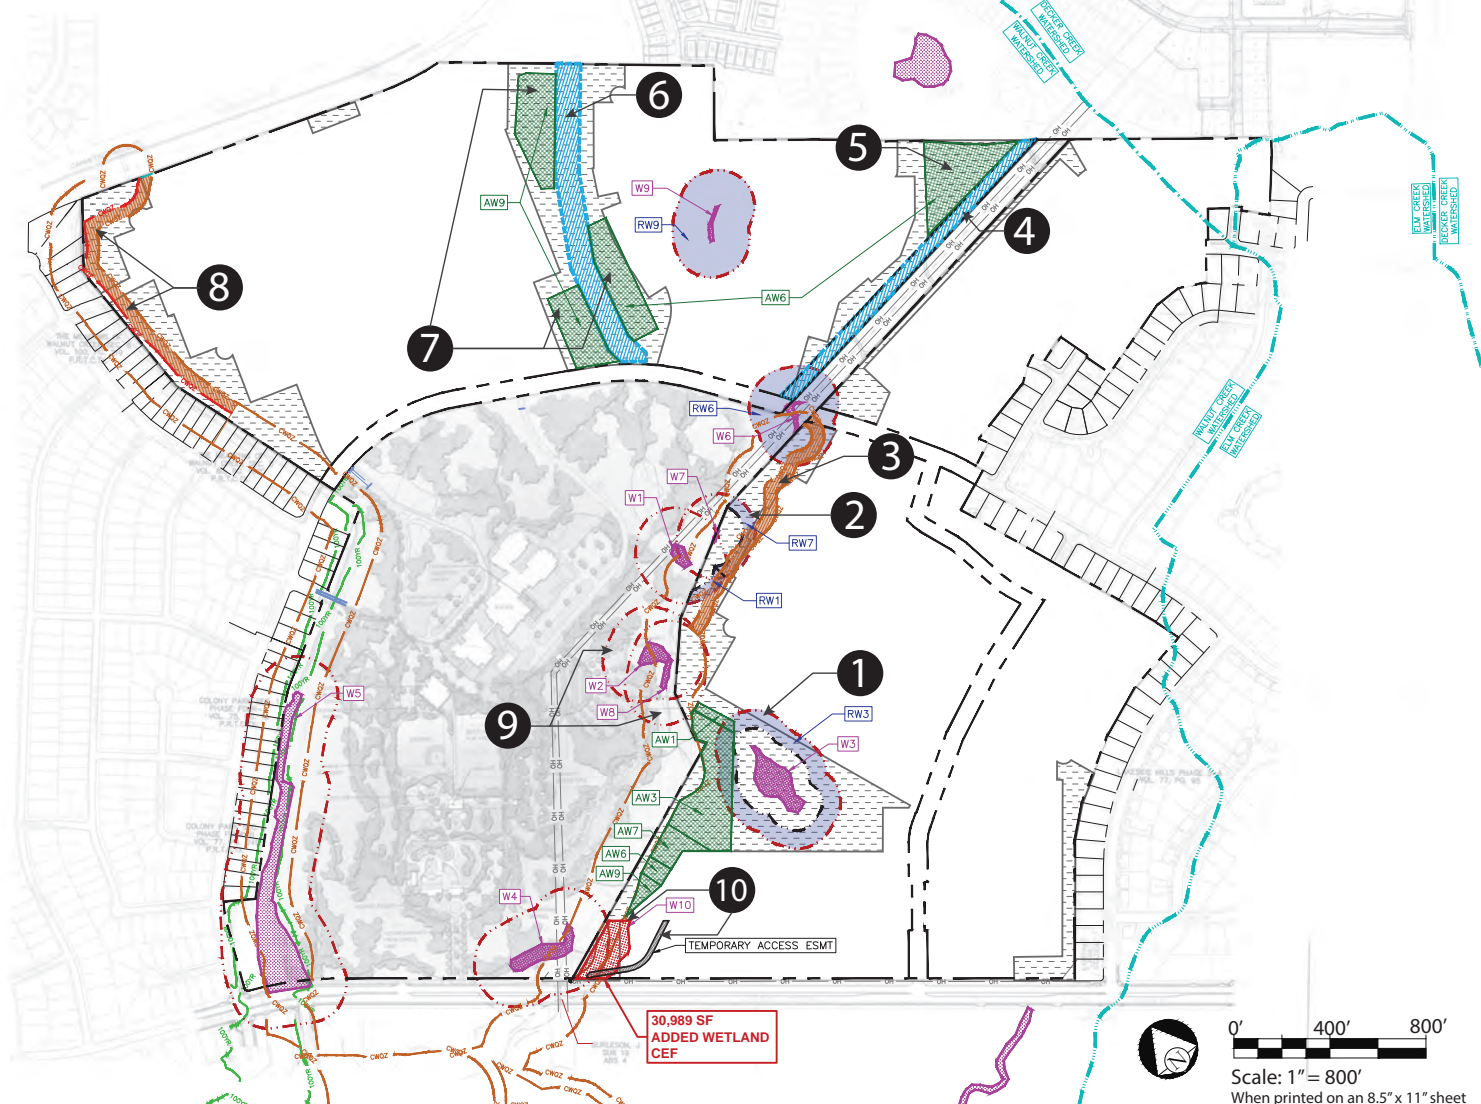 DECKER CREEK
WATERSHED
WALNUT CREEK
WATERSHED
6
5
W9
AW9
RW9
4
ELM CREEK
WATERSHED
DECKER CREEK
WATERSHED
8
AW6
7
RW6
W6
WALNUT CREEK
WATERSHED
ELM CREEK
WATERSHED
3
W7
W1
2
RW7
RW1
1
W2
W5
W8
9
RW3
AW1
W3
AW3
AW7
AW6
AW9
10
W4
W10
TEMPORARY ACCESS ESMT
30,989 SF
ADDED WETLAND
CEF
CWQZ
100YR
OH
N
0' 400' 800'
Scale: 1"= 800'
When printed on an 8.5" x 11" sheet